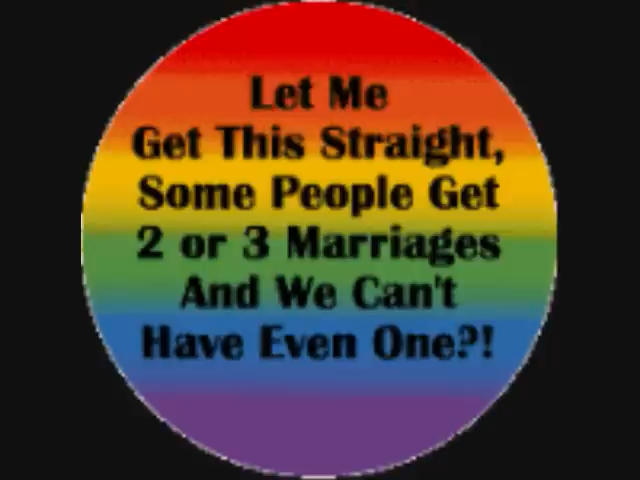 Let Me
Get This Straight,
Some People Get
2 or 3 Marriages
And We Can't
Have Even One?!